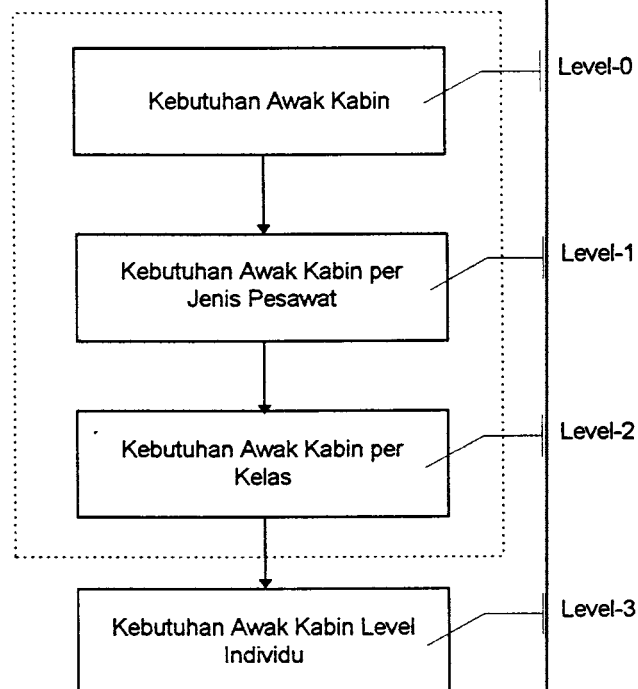 Kebutuhan Awak Kabin
Level-0
Kebutuhan Awak Kabin per
Jenis Pesawat
Level-1
Kebutuhan Awak Kabin per
Kelas
Level-2
Kebutuhan Awak Kabin Level
Individu
Level-3